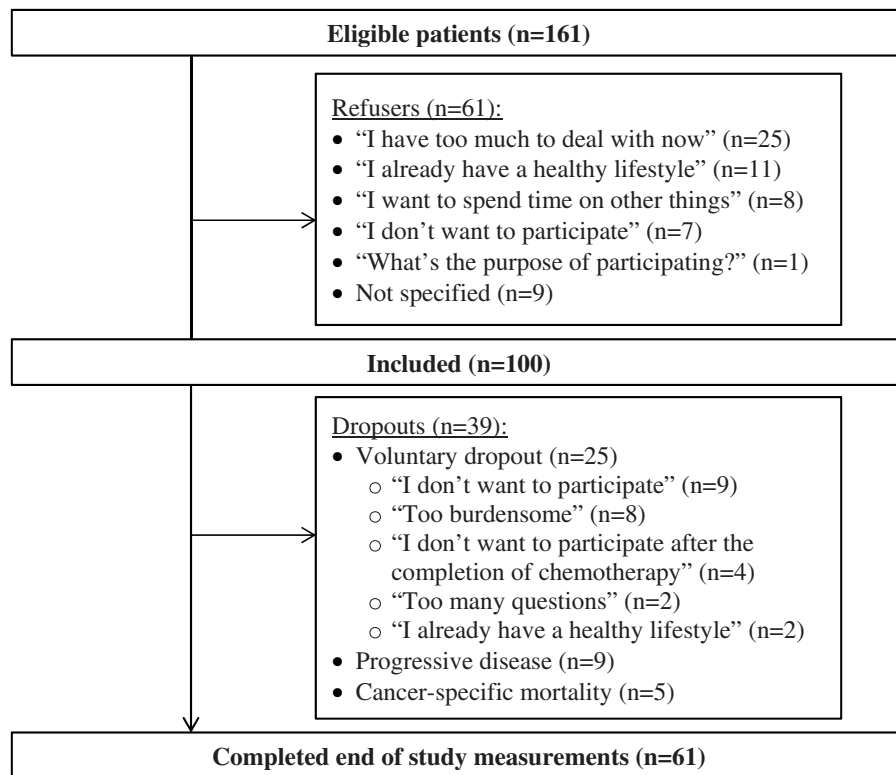 Eligible patients (n=161)
Refusers (n=61):
• “I have too much to deal with now” (n=25)
• “I already have a healthy lifestyle” (n=11)
• “I want to spend time on other things” (n=8)
• “I don’t want to participate” (n=7)
• “What’s the purpose of participating?” (n=1)
• Not specified (n=9)
Included (n=100)
Dropouts (n=39):
• Voluntary dropout (n=25)
o “I don’t want to participate” (n=9)
o “Too burdensome” (n=8)
o “I don’t want to participate after the
completion of chemotherapy” (n=4)
o “Too many questions” (n=2)
o “I already have a healthy lifestyle” (n=2)
• Progressive disease (n=9)
• Cancer-specific mortality (n=5)
Completed end of study measurements (n=61)